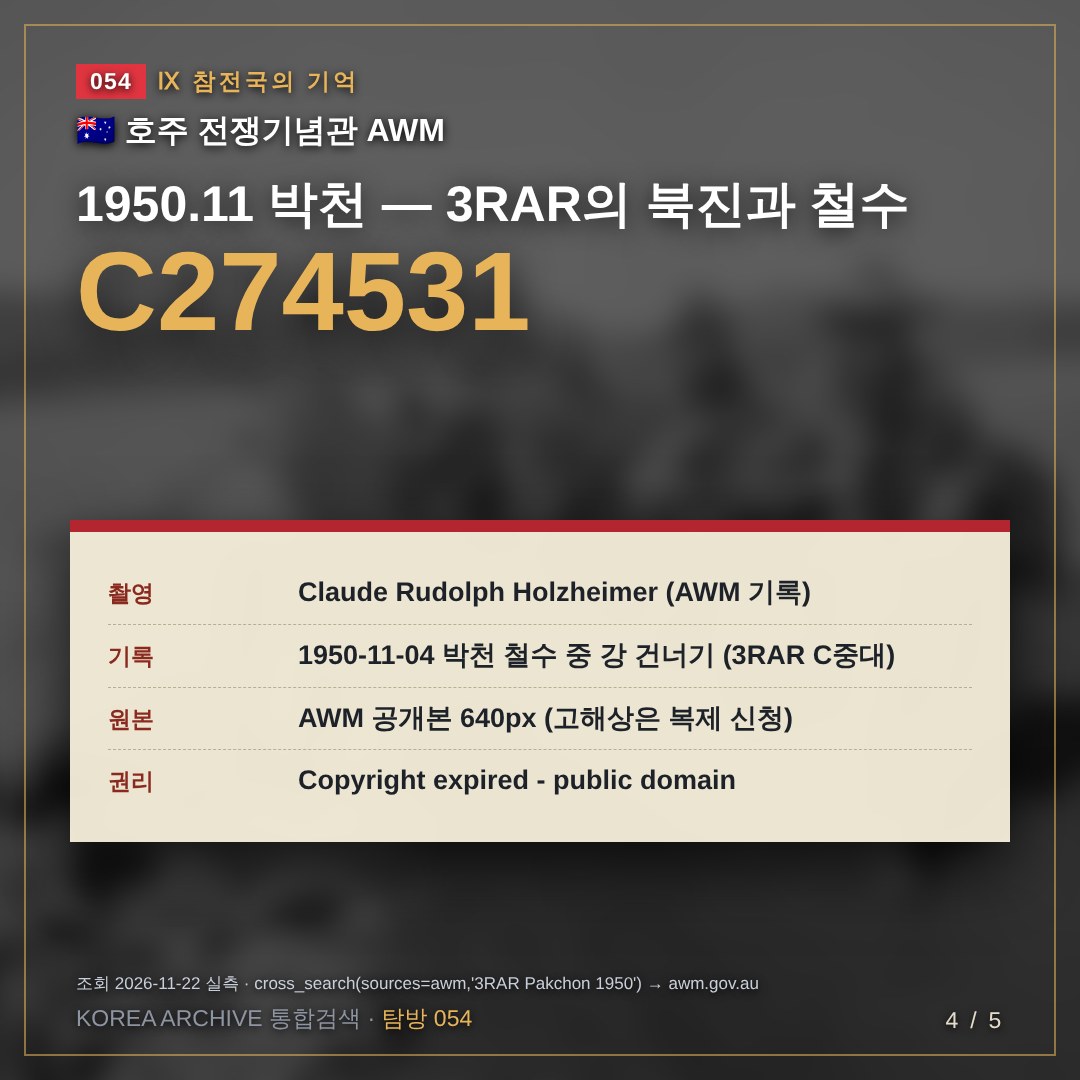 054 Ⅸ 참전국의 기억
🇦🇺 호주 전쟁기념관 AWM
1950.11 박천 — 3RAR의 북진과 철수
C274531
촬영 Claude Rudolph Holzheimer (AWM 기록)
기록 1950-11-04 박천 철수 중 강 건너기 (3RAR C중대)
원본 AWM 공개본 640px (고해상은 복제 신청)
권리 Copyright expired - public domain
조회 2026-11-22 실측 · cross_search(sources=awm,'3RAR Pakchon 1950') → awm.gov.au
KOREA ARCHIVE 통합검색 · 탐방 054
4 / 5